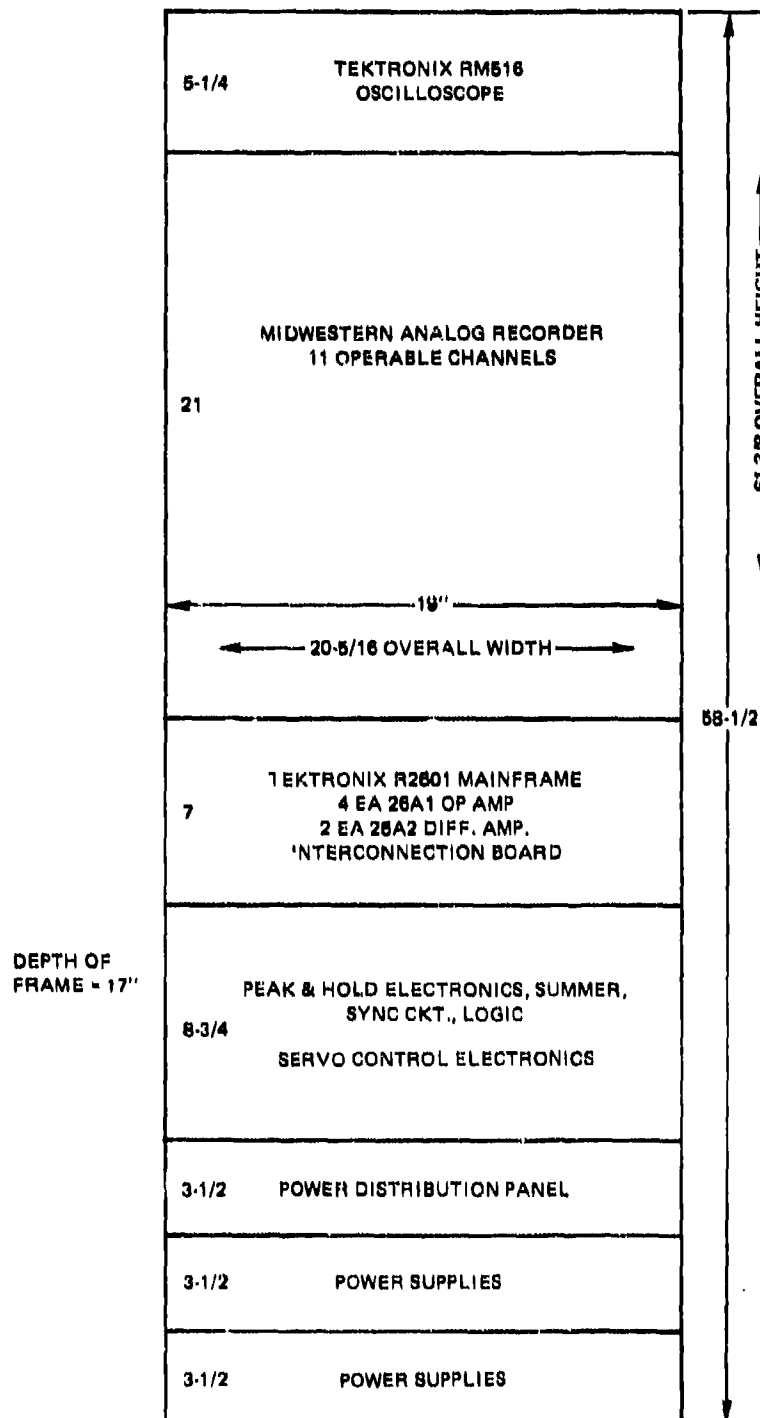 5-1/4
TEKTRONIX RM516
OSCILLOSCOPE
MIDWESTERN ANALOG RECORDER
11 OPERABLE CHANNELS
21
OVERALL HEIGHT
19"
20-5/16 OVERALL WIDTH
58-1/2
7
TEKTRONIX R2601 MAINFRAME
4 EA 26A1 OP AMP
2 EA 26A2 DIFF. AMP.
INTERCONNECTION BOARD
DEPTH OF
FRAME = 17"
8-3/4
PEAK & HOLD ELECTRONICS, SUMMER,
SYNC CKT., LOGIC
SERVO CONTROL ELECTRONICS
3-1/2 POWER DISTRIBUTION PANEL
3-1/2 POWER SUPPLIES
3-1/2 POWER SUPPLIES